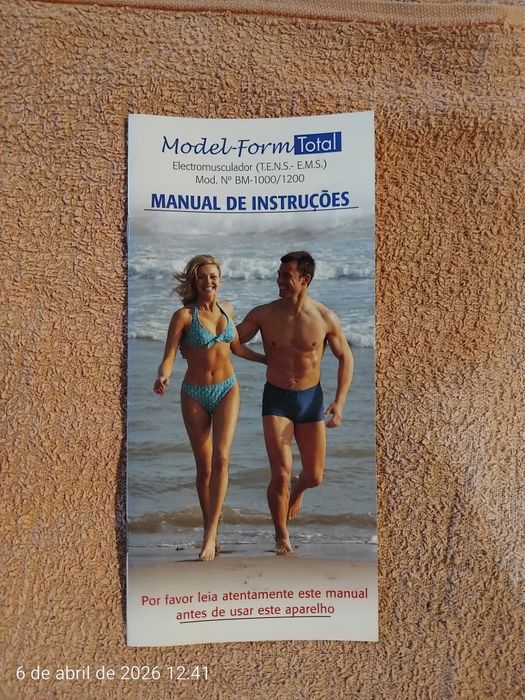 Model-Form Total
Electromusculador (T.E.N.S.- E.M.S.)
Mod. Nº BM-1000/1200
MANUAL DE INSTRUÇÕES
Por favor leia atentamente este manual
antes de usar este aparelho
6 de abril de 2026 12:41